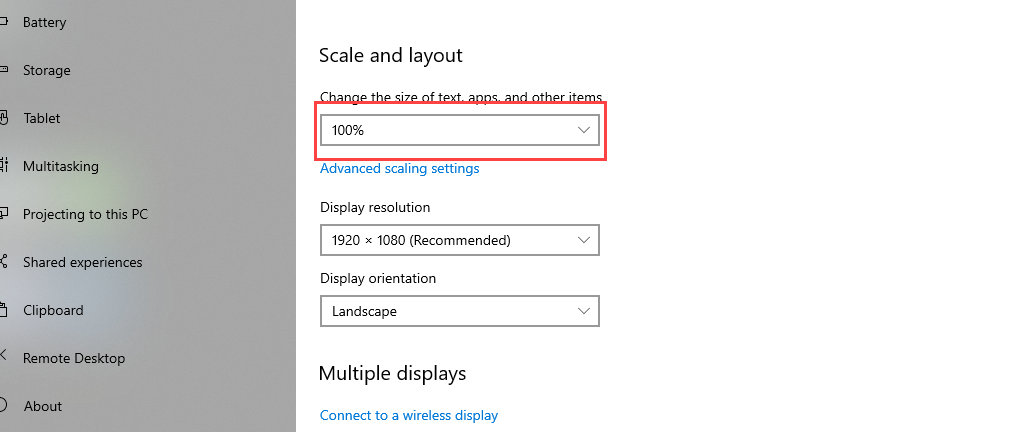 Battery
Storage
Tablet
Multitasking
Projecting to this PC
Shared experiences
Clipboard
Remote Desktop
About
Scale and layout
Change the size of text, apps, and other items
100%
Advanced scaling settings
Display resolution
1920 × 1080 (Recommended)
Display orientation
Landscape
Multiple displays
Connect to a wireless display